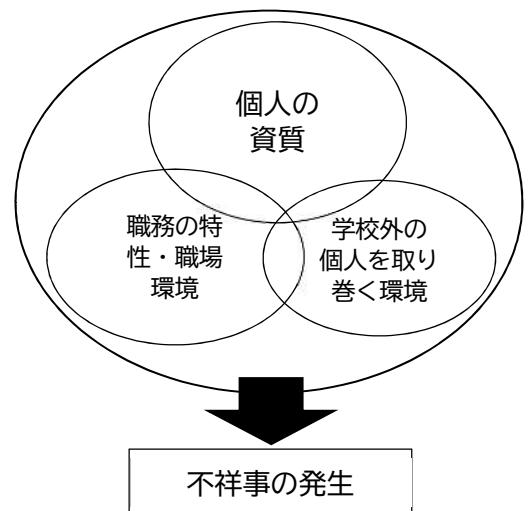 個人の
資質
職務の特
性・職場
環境
学校外の
個人を取り
巻く環境
不祥事の発生